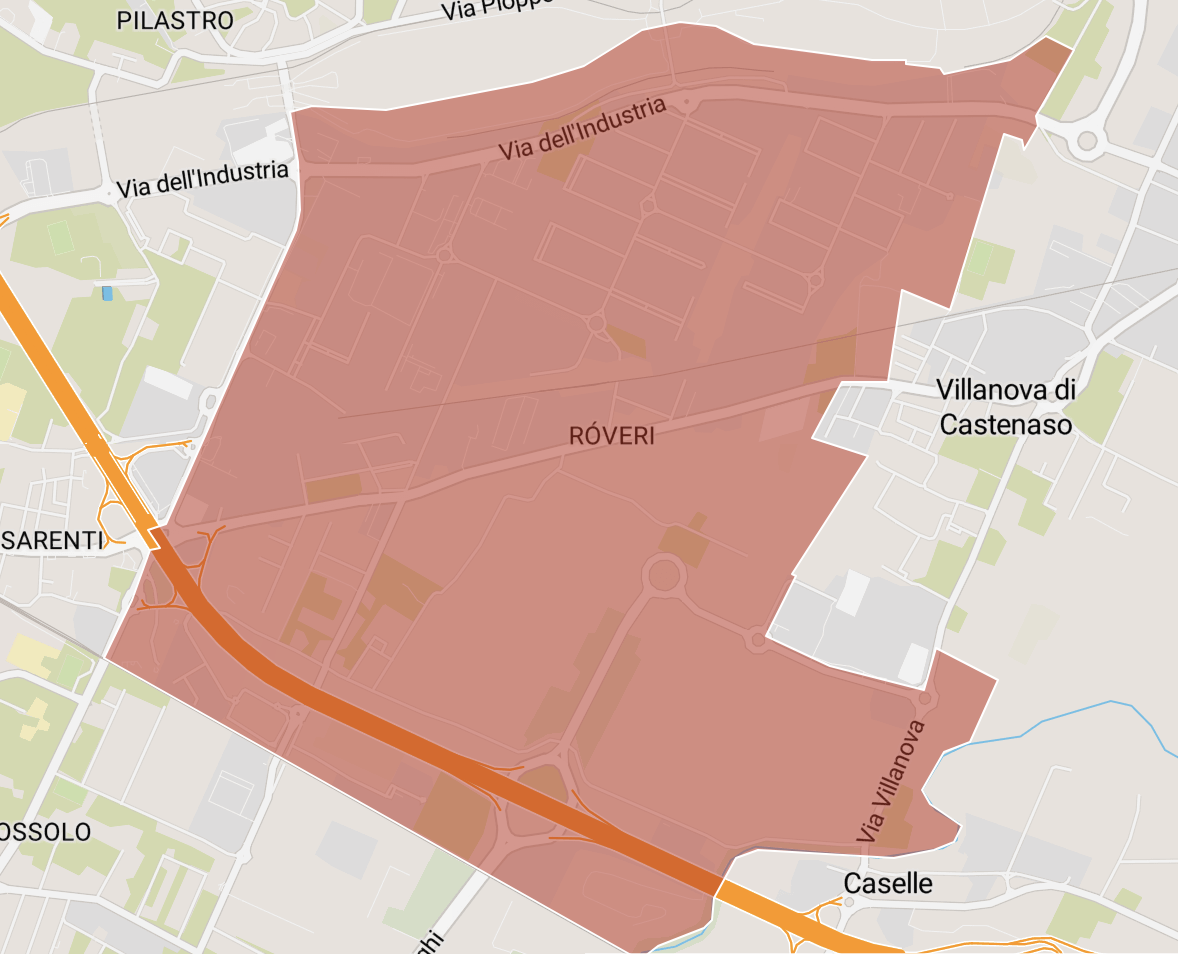 PILASTRO
Via dell'Industria
Via dell'Industria
RÓVERI
Villanova di
Castenaso
SARENTI
Via Villanova
OSSOLO
Caselle